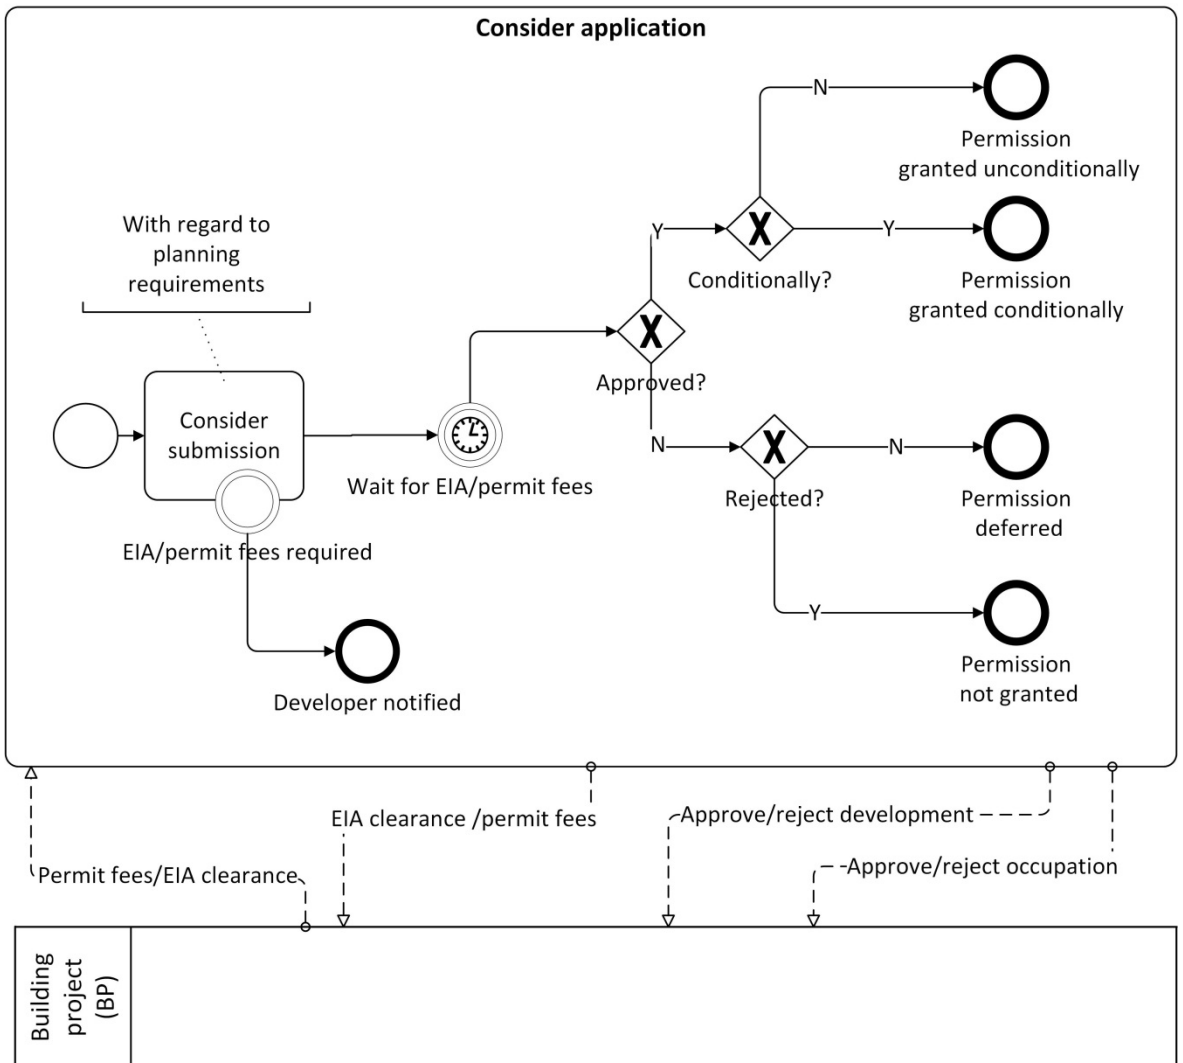 Consider application
N
Permission
granted unconditionally
With regard to
planning
requirements
Y
Y
Conditionally?
Permission
granted conditionally
Approved?
Consider
submission
Wait for EIA/permit fees
N
N
Rejected?
Permission
deferred
EIA/permit fees required
Y
Developer notified
Permission
not granted
EIA clearance /permit fees
Approve/reject development
Permit fees/EIA clearance
Approve/reject occupation
Building
project
(BP)